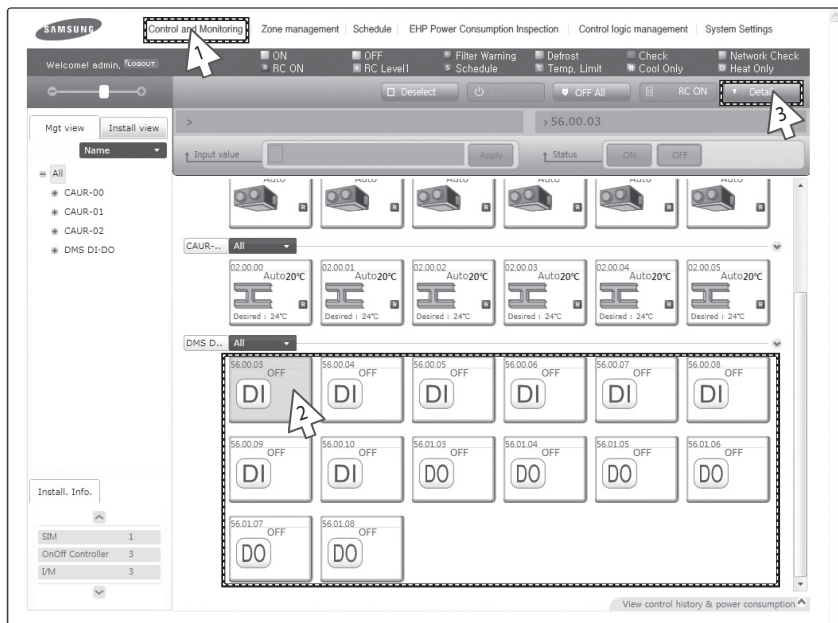 SAMSUNG
Control and Monitoring Zone management Schedule EHP Power Consumption Inspection Control logic management System Settings
1
Welcome! admin, LOGOUT
ON OFF Filter Warning Defrost Check Network Check
RC ON RC Level1 Schedule Temp. Limit Cool Only Heat Only
Deselect OFF All RC ON Detail
3
Mgt view Install view
> > 56.00.03
Name
Input value Apply Status ON OFF
All
CAUR-00
CAUR-01
CAUR-02
DMS DI-DO
Auto Auto Auto Auto Auto Auto
R R R R R R
CAUR-.. All
02.00.00 02.00.01 02.00.02 02.00.03 02.00.04 02.00.05
Auto20°C Auto20°C Auto20°C Auto20°C Auto20°C Auto20°C
R R R R R R
Desired : 24°C Desired : 24°C Desired : 24°C Desired : 24°C Desired : 24°C Desired : 24°C
DMS D.. All
56.00.03 56.00.04 56.00.05 56.00.06 56.00.07 56.00.08
OFF OFF OFF OFF OFF OFF
DI DI DI DI DI DI
2
56.00.09 56.00.10 56.01.03 56.01.04 56.01.05 56.01.06
OFF OFF OFF OFF OFF OFF
DI DI DO DO DO DO
56.01.07 56.01.08
OFF OFF
DO DO
Install. Info.
SIM 1
OnOff Controller 3
I/M 3
View control history & power consumption